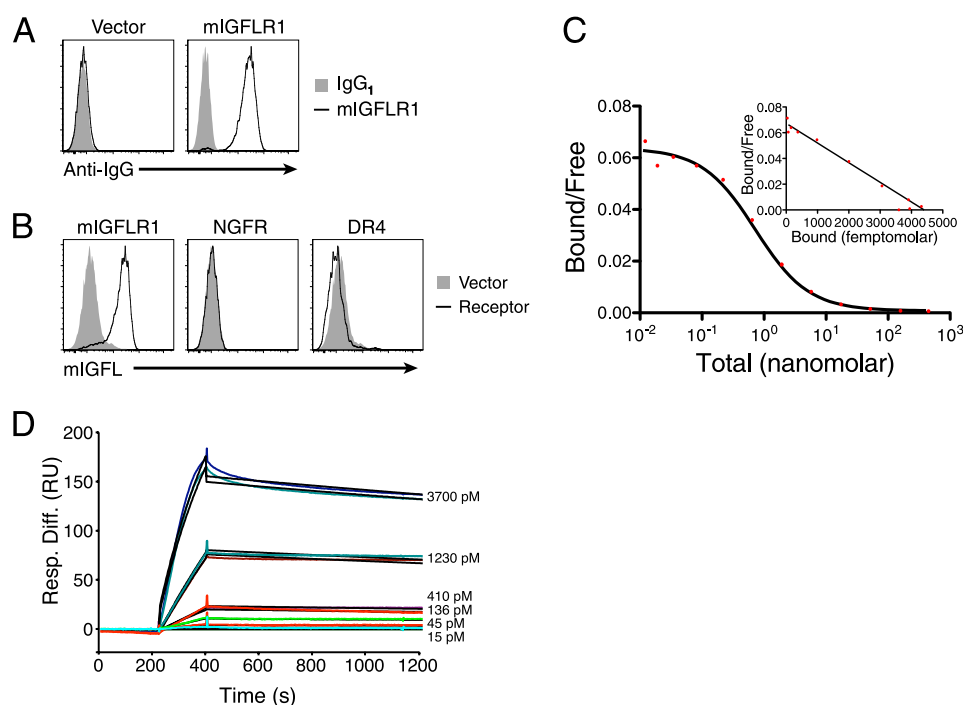 A
Vector
mIGFLR1
IgG1
mIGFLR1
Anti-IgG
B
mIGFLR1
NGFR
DR4
Vector
Receptor
mIGFL
C
0.08
0.06
0.04
0.02
0.00
Bound/Free
10-2
10-1
100
101
102
103
Total (nanomolar)
0.08
0.06
0.04
0.02
0.00
Bound/Free
0
1000
2000
3000
4000
5000
Bound (femptomolar)
D
200
150
100
50
0
Resp. Diff. (RU)
3700 pM
1230 pM
410 pM
136 pM
45 pM
15 pM
0
200
400
600
800
1000
1200
Time (s)